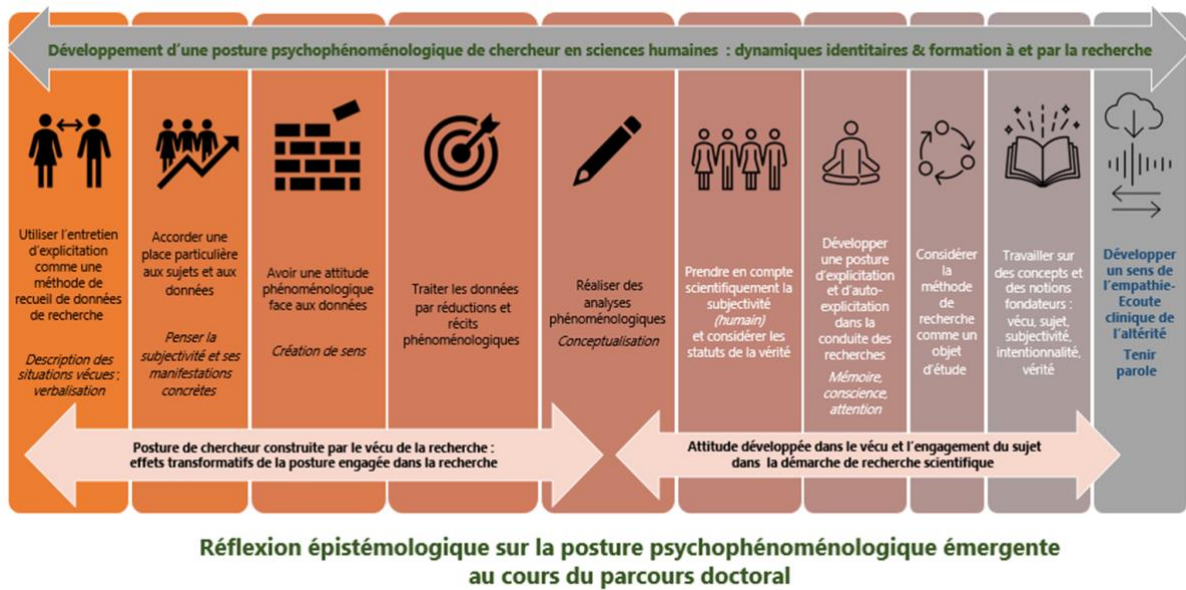 Développement d'une posture psychophénoménologique de chercheur en sciences humaines : dynamiques identitaires & formation à et par la recherche
Utiliser l'entretien
d'explicitation
comme une
méthode de
recueil de données
de recherche
Description des
situations vécues ;
verbalisation
Accorder une
place particulière
aux sujets et aux
données
Penser la
subjectivité et ses
manifestations
concrètes
Avoir une attitude
phénoménologique
face aux données
Création de sens
Traiter les données
par réductions et
récits
phénoménologiques
Réaliser des
analyses
phénoménologiques
Conceptualisation
Prendre en compte
scientifiquement la
subjectivité
(humain)
et considérer les
statuts de la vérité
Développer
une posture
d'explicitation
et d'auto-
explicitation
dans la
conduite des
recherches
Mémoire,
conscience,
attention
Considérer
la
méthode
de
recherche
comme un
objet
d'étude
Travailler sur
des concepts et
des notions
fondateurs :
vécu, sujet,
subjectivité,
intentionnalité,
vérité
Développer
un sens de
l'empathie-
Ecoute
clinique de
l'altérité
Tenir
parole
Posture de chercheur construite par le vécu de la recherche :
effets transformatifs de la posture engagée dans la recherche
Attitude développée dans le vécu et l'engagement du sujet
dans la démarche de recherche scientifique
Réflexion épistémologique sur la posture psychophénoménologique émergente
au cours du parcours doctoral